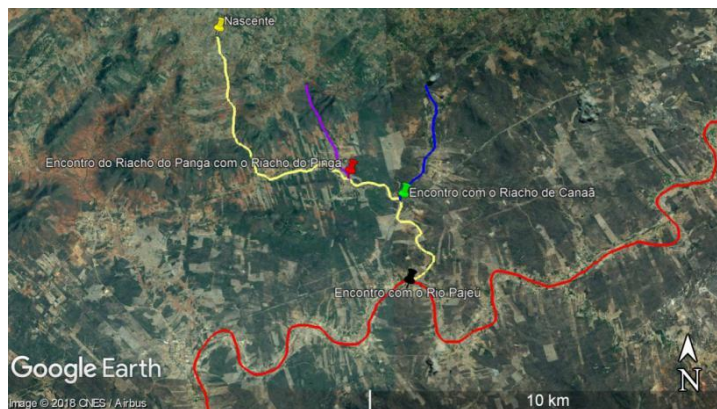 Nascente
Encontro do Riacho do Panga com o Riacho do Pinga
Encontro com o Riacho de Canaã
Encontro com o Rio Pajeú
Google Earth
N
Image © 2018 CNES / Airbus
10 km